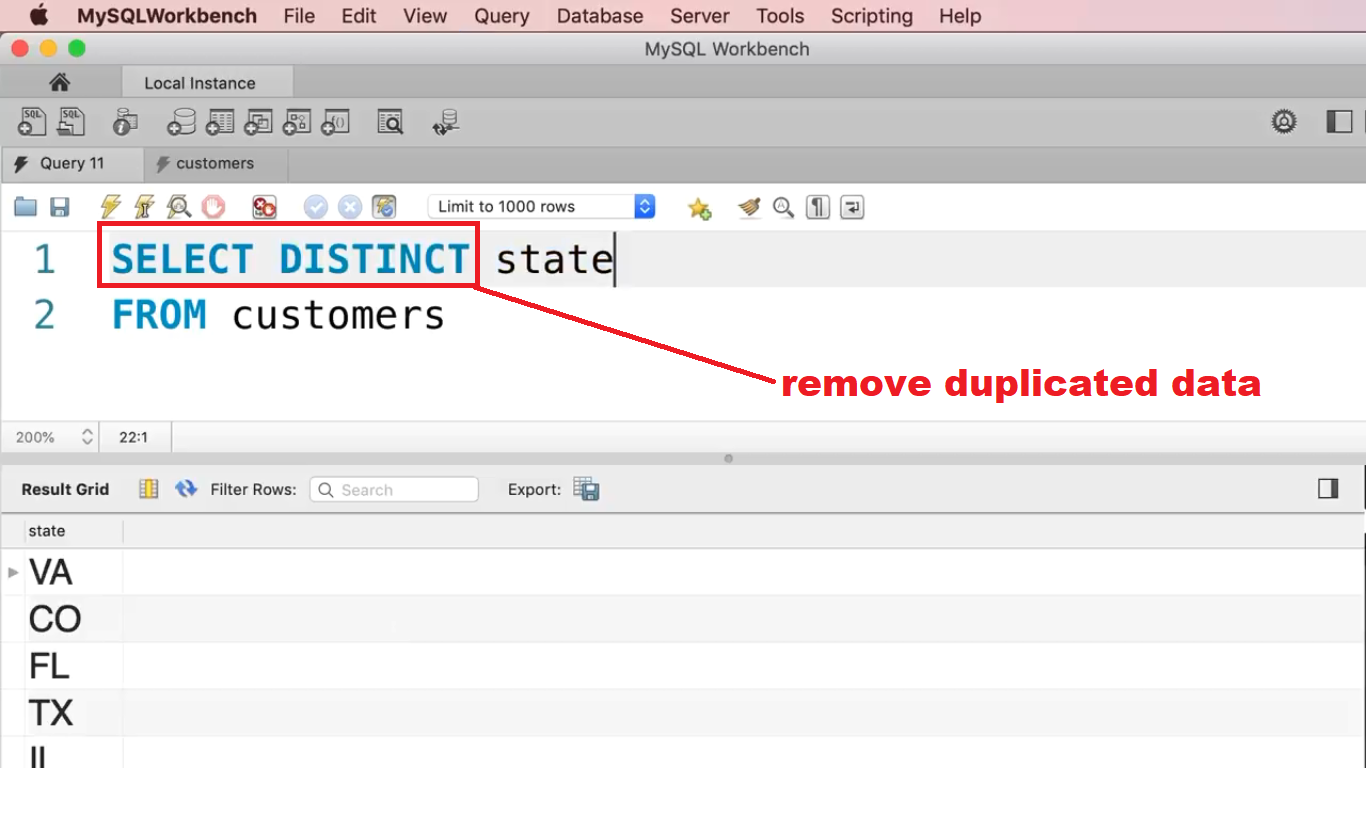 MySQLWorkbench File Edit View Query Database Server Tools Scripting Help
MySQL Workbench
Local Instance
SQL SQL
Query 11 customers
Limit to 1000 rows
1 SELECT DISTINCT state
2 FROM customers
remove duplicated data
200% 22:1
Result Grid Filter Rows: Search Export:
state
VA
CO
FL
TX